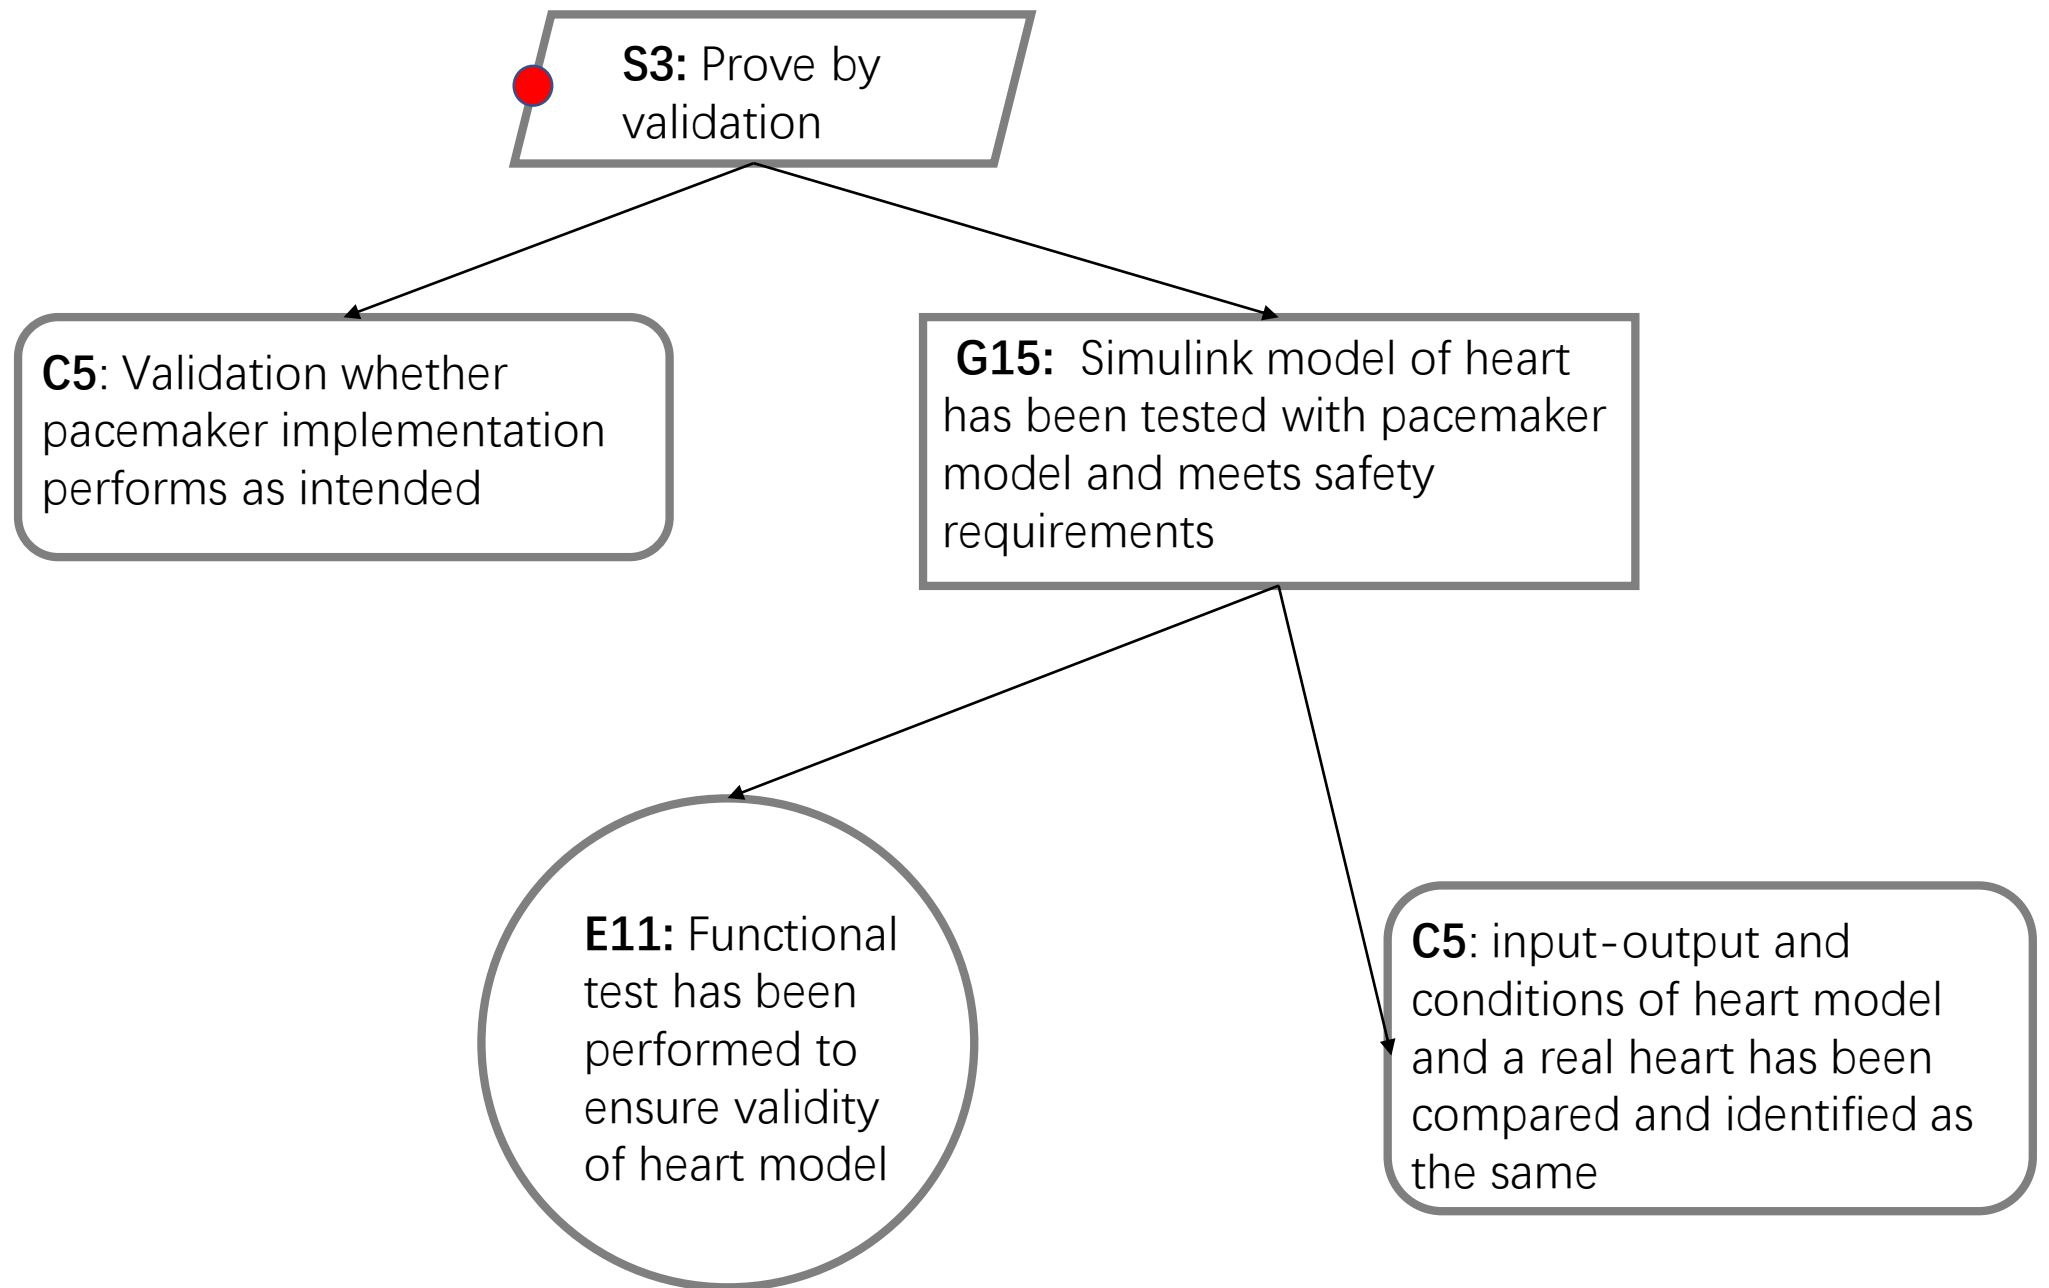 S3: Prove by
validation
C5: Validation whether
pacemaker implementation
performs as intended
G15: Simulink model of heart
has been tested with pacemaker
model and meets safety
requirements
E11: Functional
test has been
performed to
ensure validity
of heart model
C5: input-output and
conditions of heart model
and a real heart has been
compared and identified as
the same